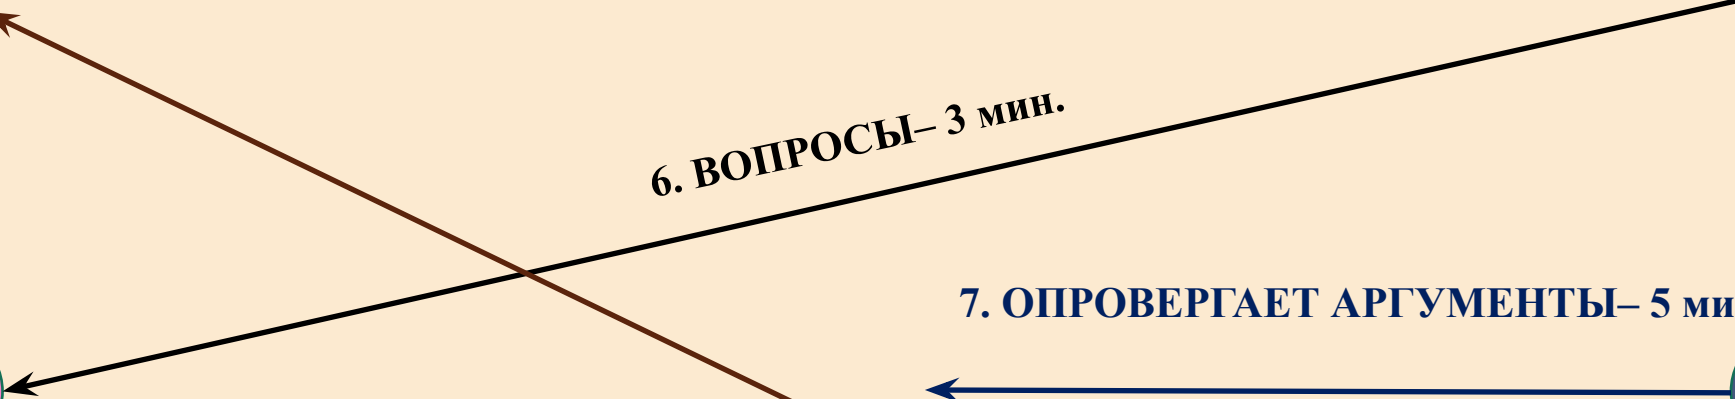 6. ВОПРОСЫ– 3 мин.
7. ОПРОВЕРГАЕТ АРГУМЕНТЫ– 5 ми